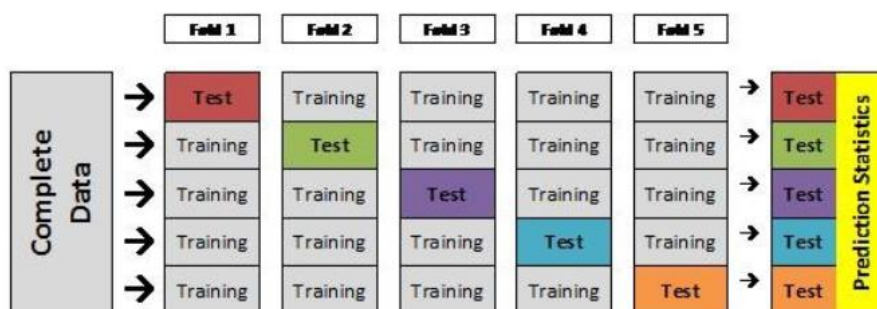 Fold 1 Fold 2 Fold 3 Fold 4 Fold 5
Complete
Data
Test Training Training Training Training Test
Training Test Training Training Training Test
Training Training Test Training Training Test
Training Training Training Test Training Test
Training Training Training Training Test Test
Prediction Statistics